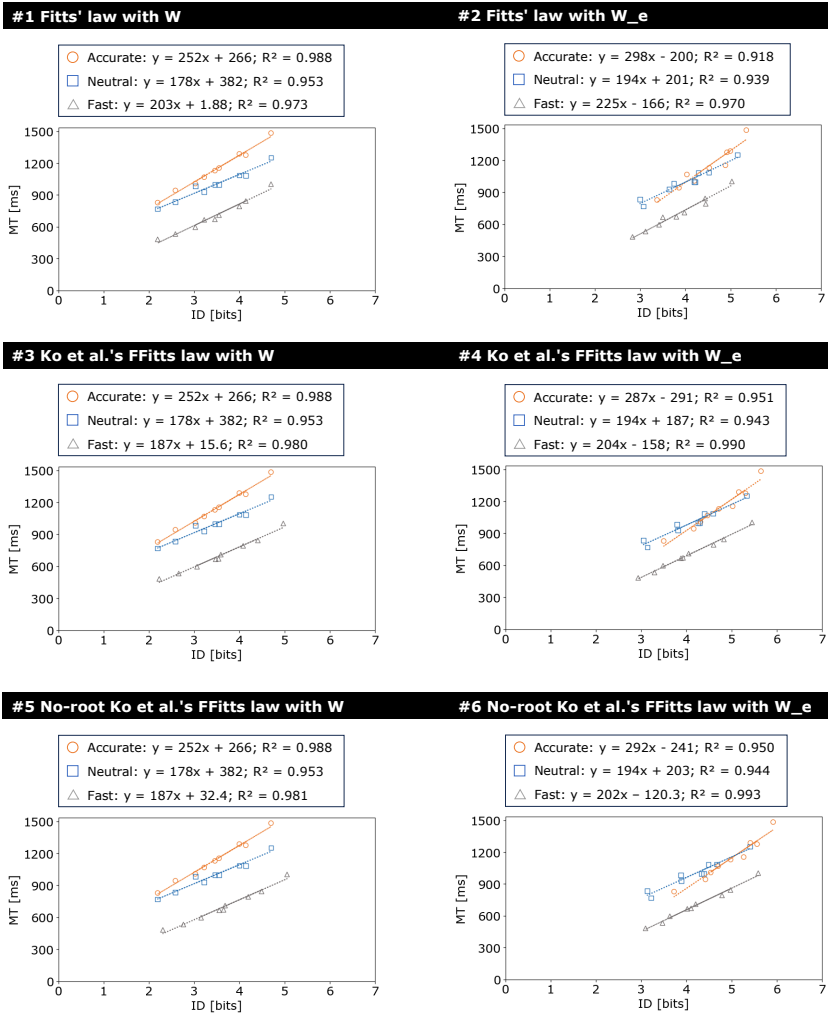 #1 Fitts' law with W
Accurate: y = 252x + 266; R² = 0.988
Neutral: y = 178x + 382; R² = 0.953
Fast: y = 203x + 1.88; R² = 0.973
1500
1200
900
600
300
0
MT [ms]
0 1 2 3 4 5 6 7
ID [bits]
#2 Fitts' law with W_e
Accurate: y = 298x - 200; R² = 0.918
Neutral: y = 194x + 201; R² = 0.939
Fast: y = 225x - 166; R² = 0.970
1500
1200
900
600
300
0
MT [ms]
0 1 2 3 4 5 6 7
ID [bits]
#3 Ko et al.'s FFitts law with W
Accurate: y = 252x + 266; R² = 0.988
Neutral: y = 178x + 382; R² = 0.953
Fast: y = 187x + 15.6; R² = 0.980
1500
1200
900
600
300
0
MT [ms]
0 1 2 3 4 5 6 7
ID [bits]
#4 Ko et al.'s FFitts law with W_e
Accurate: y = 287x - 291; R² = 0.951
Neutral: y = 194x + 187; R² = 0.943
Fast: y = 204x - 158; R² = 0.990
1500
1200
900
600
300
0
MT [ms]
0 1 2 3 4 5 6 7
ID [bits]
#5 No-root Ko et al.'s FFitts law with W
Accurate: y = 252x + 266; R² = 0.988
Neutral: y = 178x + 382; R² = 0.953
Fast: y = 187x + 32.4; R² = 0.981
1500
1200
900
600
300
0
MT [ms]
0 1 2 3 4 5 6 7
ID [bits]
#6 No-root Ko et al.'s FFitts law with W_e
Accurate: y = 292x - 241; R² = 0.950
Neutral: y = 194x + 203; R² = 0.944
Fast: y = 202x – 120.3; R² = 0.993
1500
1200
900
600
300
0
MT [ms]
0 1 2 3 4 5 6 7
ID [bits]